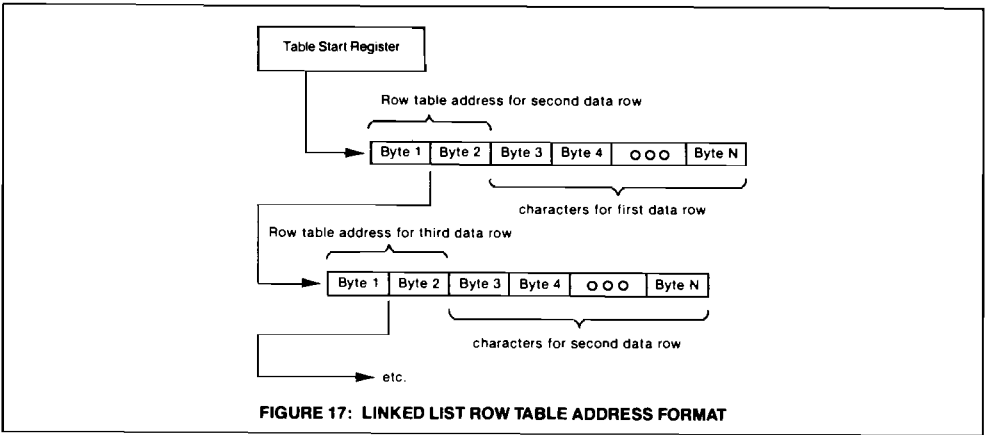 Table Start Register
Row table address for second data row
Byte 1 Byte 2 Byte 3 Byte 4 OOO Byte N
characters for first data row
Row table address for third data row
Byte 1 Byte 2 Byte 3 Byte 4 OOO Byte N
characters for second data row
etc.
FIGURE 17: LINKED LIST ROW TABLE ADDRESS FORMAT